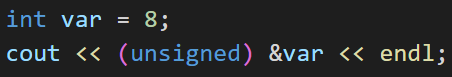 int var = 8;
cout << (unsigned) &var << endl;